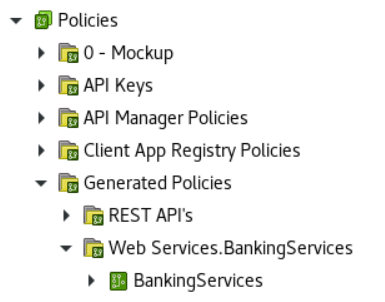 Policies
0 - Mockup
API Keys
API Manager Policies
Client App Registry Policies
Generated Policies
REST API's
Web Services.BankingServices
BankingServices